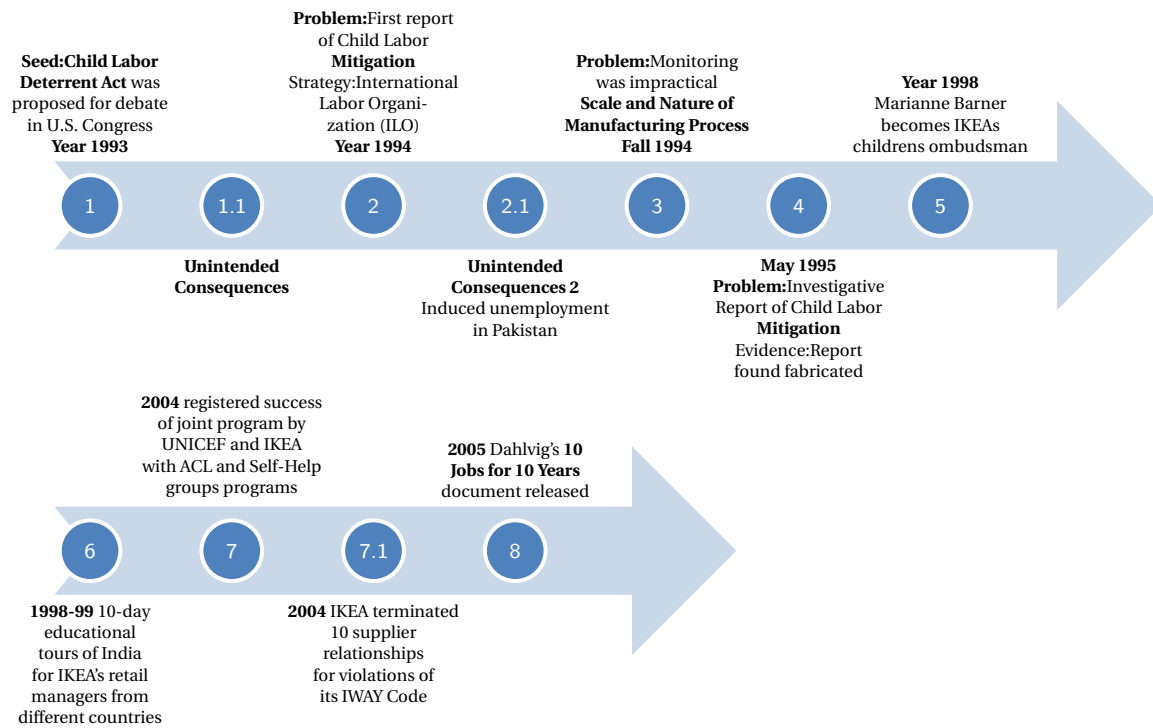 Seed:Child Labor
Deterrent Act was
proposed for debate
in U.S. Congress
Year 1993
1
1.1
Unintended
Consequences
Problem:First report
of Child Labor
Mitigation
Strategy:International
Labor Organi-
zation (ILO)
Year 1994
2
2.1
Unintended
Consequences 2
Induced unemployment
in Pakistan
Problem:Monitoring
was impractical
Scale and Nature of
Manufacturing Process
Fall 1994
3
4
May 1995
Problem:Investigative
Report of Child Labor
Mitigation
Evidence:Report
found fabricated
Year 1998
Marianne Barner
becomes IKEAs
childrens ombudsman
5
6
1998-99 10-day
educational
tours of India
for IKEA's retail
managers from
different countries
2004 registered success
of joint program by
UNICEF and IKEA
with ACL and Self-Help
groups programs
7
7.1
2004 IKEA terminated
10 supplier
relationships
for violations of
its IWAY Code
2005 Dahlvig's 10
Jobs for 10 Years
document released
8